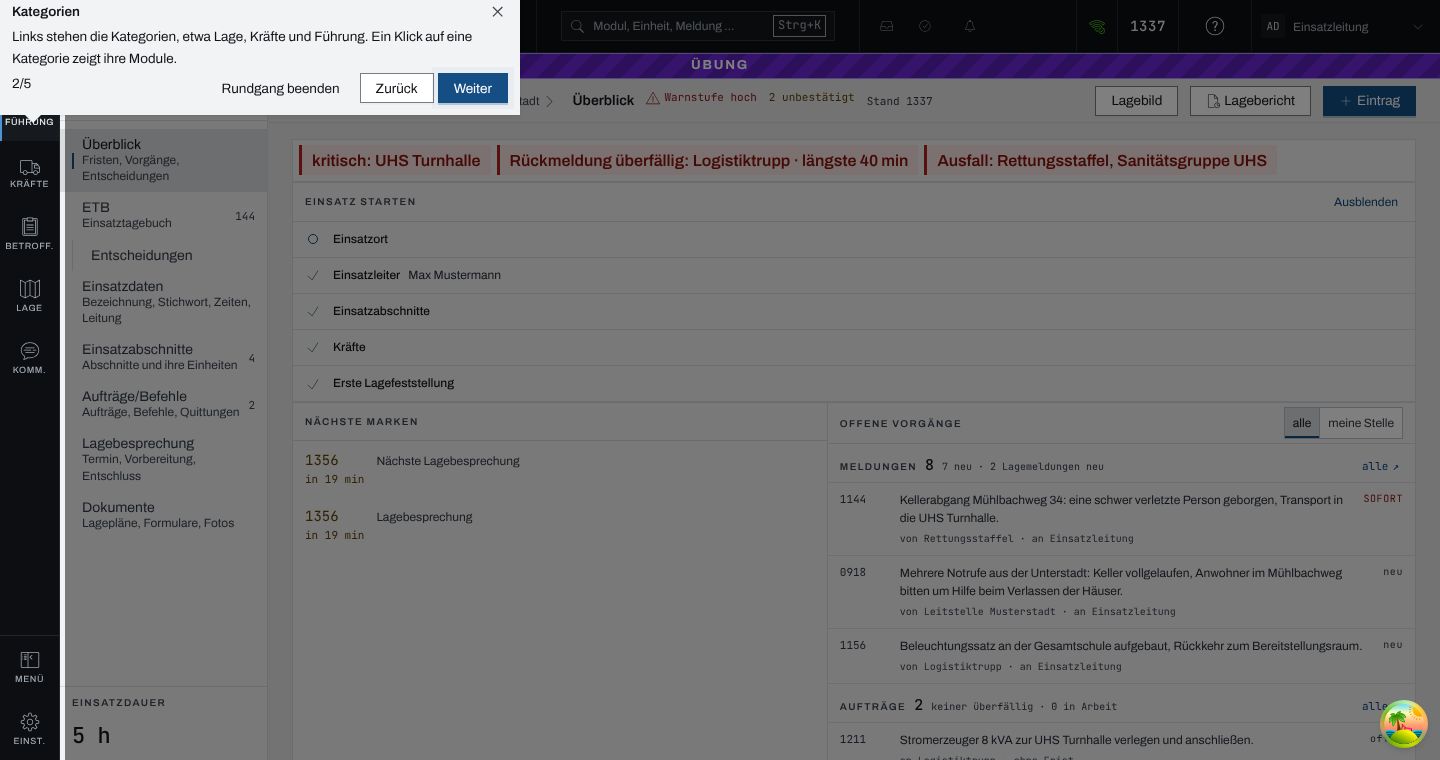 Kategorien
Links stehen die Kategorien, etwa Lage, Kräfte und Führung. Ein Klick auf eine
Kategorie zeigt ihre Module.
2/5
Rundgang beenden
Zurück
Weiter
Modul, Einheit, Meldung ...
Strg+K
1337
AD
Einsatzleitung
ÜBUNG
Überblick
Warnstufe hoch
2 unbestätigt
Stand 1337
Lagebild
Lagebericht
Eintrag
FÜHRUNG
KRÄFTE
BETROFF.
LAGE
KOMM.
MENÜ
EINST.
Überblick
Fristen, Vorgänge,
Entscheidungen
ETB
Einsatztagebuch
144
Entscheidungen
Einsatzdaten
Bezeichnung, Stichwort, Zeiten,
Leitung
Einsatzabschnitte
Abschnitte und ihre Einheiten
4
Aufträge/Befehle
Aufträge, Befehle, Quittungen
2
Lagebesprechung
Termin, Vorbereitung,
Entschluss
Dokumente
Lagepläne, Formulare, Fotos
EINSATZDAUER
5 h
kritisch: UHS Turnhalle
Rückmeldung überfällig: Logistiktrupp · längste 40 min
Ausfall: Rettungsstaffel, Sanitätsgruppe UHS
EINSATZ STARTEN
Ausblenden
Einsatzort
Einsatzleiter Max Mustermann
Einsatzabschnitte
Kräfte
Erste Lagefeststellung
NÄCHSTE MARKEN
1356
Nächste Lagebesprechung
in 19 min
1356
Lagebesprechung
in 19 min
OFFENE VORGÄNGE
alle
meine Stelle
MELDUNGEN 8 7 neu · 2 Lagemeldungen neu
alle ↗
1144
Kellerabgang Mühlbachweg 34: eine schwer verletzte Person geborgen, Transport in
die UHS Turnhalle.
SOFORT
von Rettungsstaffel · an Einsatzleitung
0918
Mehrere Notrufe aus der Unterstadt: Keller vollgelaufen, Anwohner im Mühlbachweg
bitten um Hilfe beim Verlassen der Häuser.
neu
von Leitstelle Musterstadt · an Einsatzleitung
1156
Beleuchtungssatz an der Gesamtschule aufgebaut, Rückkehr zum Bereitstellungsraum.
neu
von Logistiktrupp · an Einsatzleitung
AUFTRÄGE 2 keiner überfällig · 0 in Arbeit
alle
1211
Stromerzeuger 8 kVA zur UHS Turnhalle verlegen und anschließen.